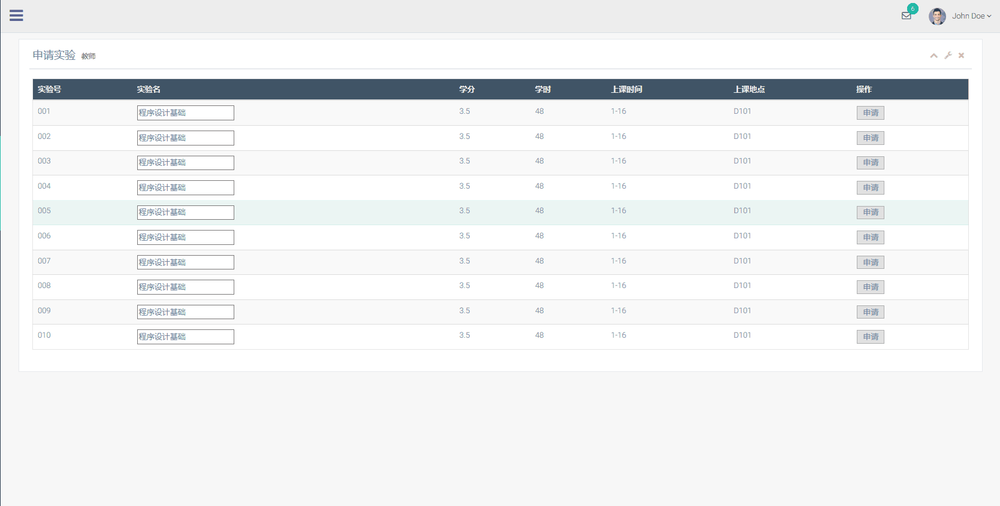 6
John Doe
申请实验 教师
实验号 实验名 学分 学时 上课时间 上课地点 操作
001 程序设计基础 3.5 48 1-16 D101 申请
002 程序设计基础 3.5 48 1-16 D101 申请
003 程序设计基础 3.5 48 1-16 D101 申请
004 程序设计基础 3.5 48 1-16 D101 申请
005 程序设计基础 3.5 48 1-16 D101 申请
006 程序设计基础 3.5 48 1-16 D101 申请
007 程序设计基础 3.5 48 1-16 D101 申请
008 程序设计基础 3.5 48 1-16 D101 申请
009 程序设计基础 3.5 48 1-16 D101 申请
010 程序设计基础 3.5 48 1-16 D101 申请